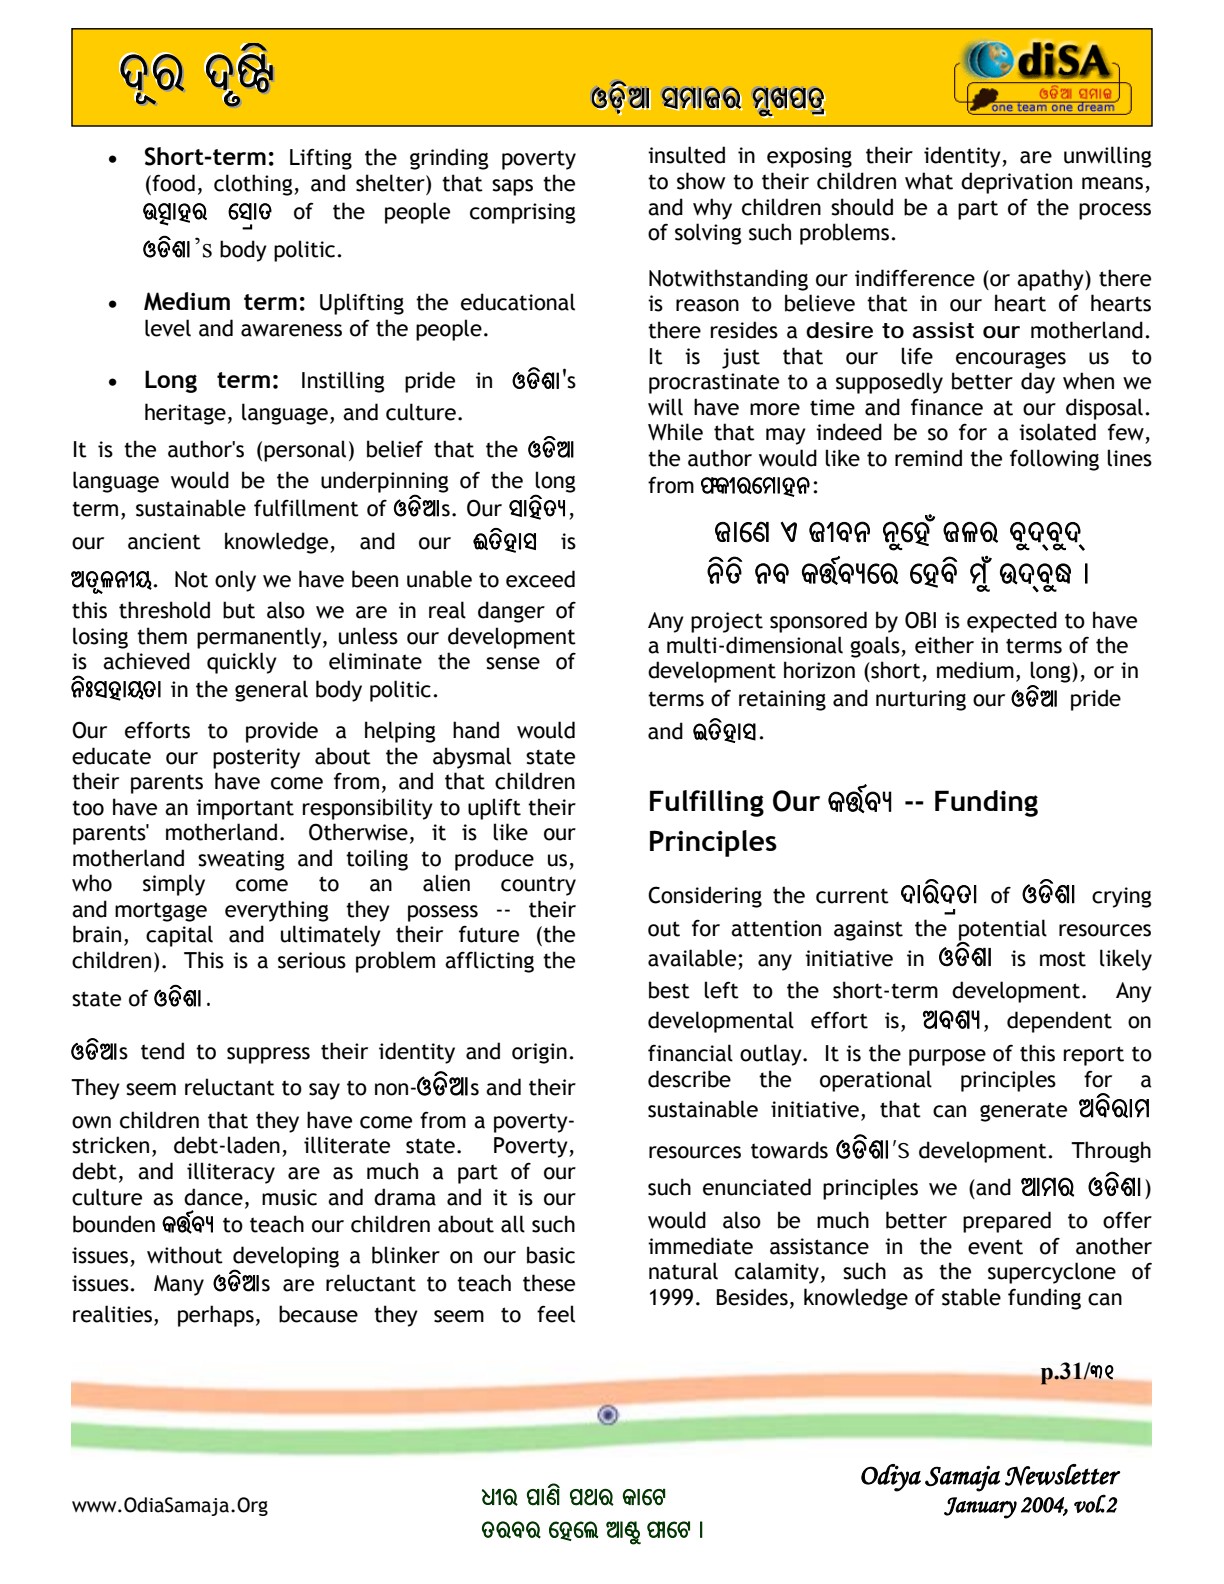 ଦୂର ଦୃଷ୍ଟି
ଓଡ଼ିଆ ସମାଜର ମୁଖପତ୍ର
diSA
ଓଡିଆ ସମାଜ
one team one dream
• Short-term: Lifting the grinding poverty
(food, clothing, and shelter) that saps the
ଉତ୍ସାହର ସ୍ରୋତ of the people comprising
ଓଡିଶା's body politic.
• Medium term: Uplifting the educational
level and awareness of the people.
• Long term: Instilling pride in ଓଡିଶା's
heritage, language, and culture.
It is the author's (personal) belief that the ଓଡିଆ
language would be the underpinning of the long
term, sustainable fulfillment of ଓଡିଆs. Our ସାହିତ୍ୟ,
our ancient knowledge, and our ଇତିହାସ is
ଅତୂଳନୀୟ. Not only we have been unable to exceed
this threshold but also we are in real danger of
losing them permanently, unless our development
is achieved quickly to eliminate the sense of
ନିଃସହାୟତା in the general body politic.
Our efforts to provide a helping hand would
educate our posterity about the abysmal state
their parents have come from, and that children
too have an important responsibility to uplift their
parents' motherland. Otherwise, it is like our
motherland sweating and toiling to produce us,
who simply come to an alien country
and mortgage everything they possess -- their
brain, capital and ultimately their future (the
children). This is a serious problem afflicting the
state of ଓଡିଶା.
ଓଡିଆs tend to suppress their identity and origin.
They seem reluctant to say to non-ଓଡିଆs and their
own children that they have come from a poverty-
stricken, debt-laden, illiterate state. Poverty,
debt, and illiteracy are as much a part of our
culture as dance, music and drama and it is our
bounden କର୍ତ୍ତବ୍ୟ to teach our children about all such
issues, without developing a blinker on our basic
issues. Many ଓଡିଆs are reluctant to teach these
realities, perhaps, because they seem to feel
insulted in exposing their identity, are unwilling
to show to their children what deprivation means,
and why children should be a part of the process
of solving such problems.
Notwithstanding our indifference (or apathy) there
is reason to believe that in our heart of hearts
there resides a desire to assist our motherland.
It is just that our life encourages us to
procrastinate to a supposedly better day when we
will have more time and finance at our disposal.
While that may indeed be so for a isolated few,
the author would like to remind the following lines
from ଫକୀରମୋହନ:
ଜାଣେ ଏ ଜୀବନ ନୁହେଁ ଜଳର ବୁଦ୍‌ବୁଦ୍
ନିତି ନବ କର୍ତ୍ତବ୍ୟରେ ହେବି ମୁଁ ଉଦ୍‌ବୁଦ୍ଧ ।
Any project sponsored by OBI is expected to have
a multi-dimensional goals, either in terms of the
development horizon (short, medium, long), or in
terms of retaining and nurturing our ଓଡିଆ pride
and ଇତିହାସ.
Fulfilling Our କର୍ତ୍ତବ୍ୟ -- Funding
Principles
Considering the current ଦାରିଦ୍ରତା of ଓଡିଶା crying
out for attention against the potential resources
available; any initiative in ଓଡିଶା is most likely
best left to the short-term development. Any
developmental effort is, ଅବଶ୍ୟ, dependent on
financial outlay. It is the purpose of this report to
describe the operational principles for a
sustainable initiative, that can generate ଅବିରାମ
resources towards ଓଡିଶା's development. Through
such enunciated principles we (and ଆମର ଓଡିଶା)
would also be much better prepared to offer
immediate assistance in the event of another
natural calamity, such as the supercyclone of
1999. Besides, knowledge of stable funding can
p.31/୩୧
www.OdiaSamaja.Org
ଧୀର ପାଣି ପଥର କାଟେ
ତରବର ହେଲେ ଆଣ୍ଠୁ ଫାଟେ ।
Odiya Samaja Newsletter
January 2004, vol.2